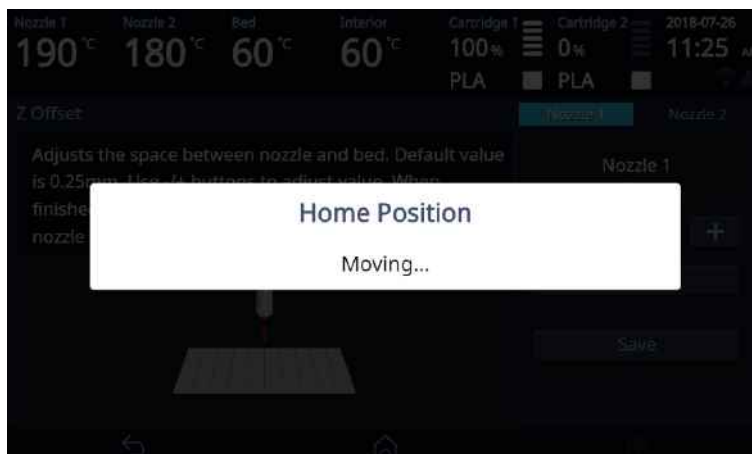 Nozzle 1 Nozzle 2 Bed Interior Cartridge 1 Cartridge 2 2018-07-26
190 °C 180 °C 60 °C 60 °C 100 % 0 % 11:25
PLA PLA
Z Offset Nozzle 1 Nozzle 2
Adjusts the space between nozzle and bed. Default value
is 0.25mm. Use -/+ buttons to adjust value. When
finishe
nozzle
Nozzle 1
+
Home Position
Moving...
Save